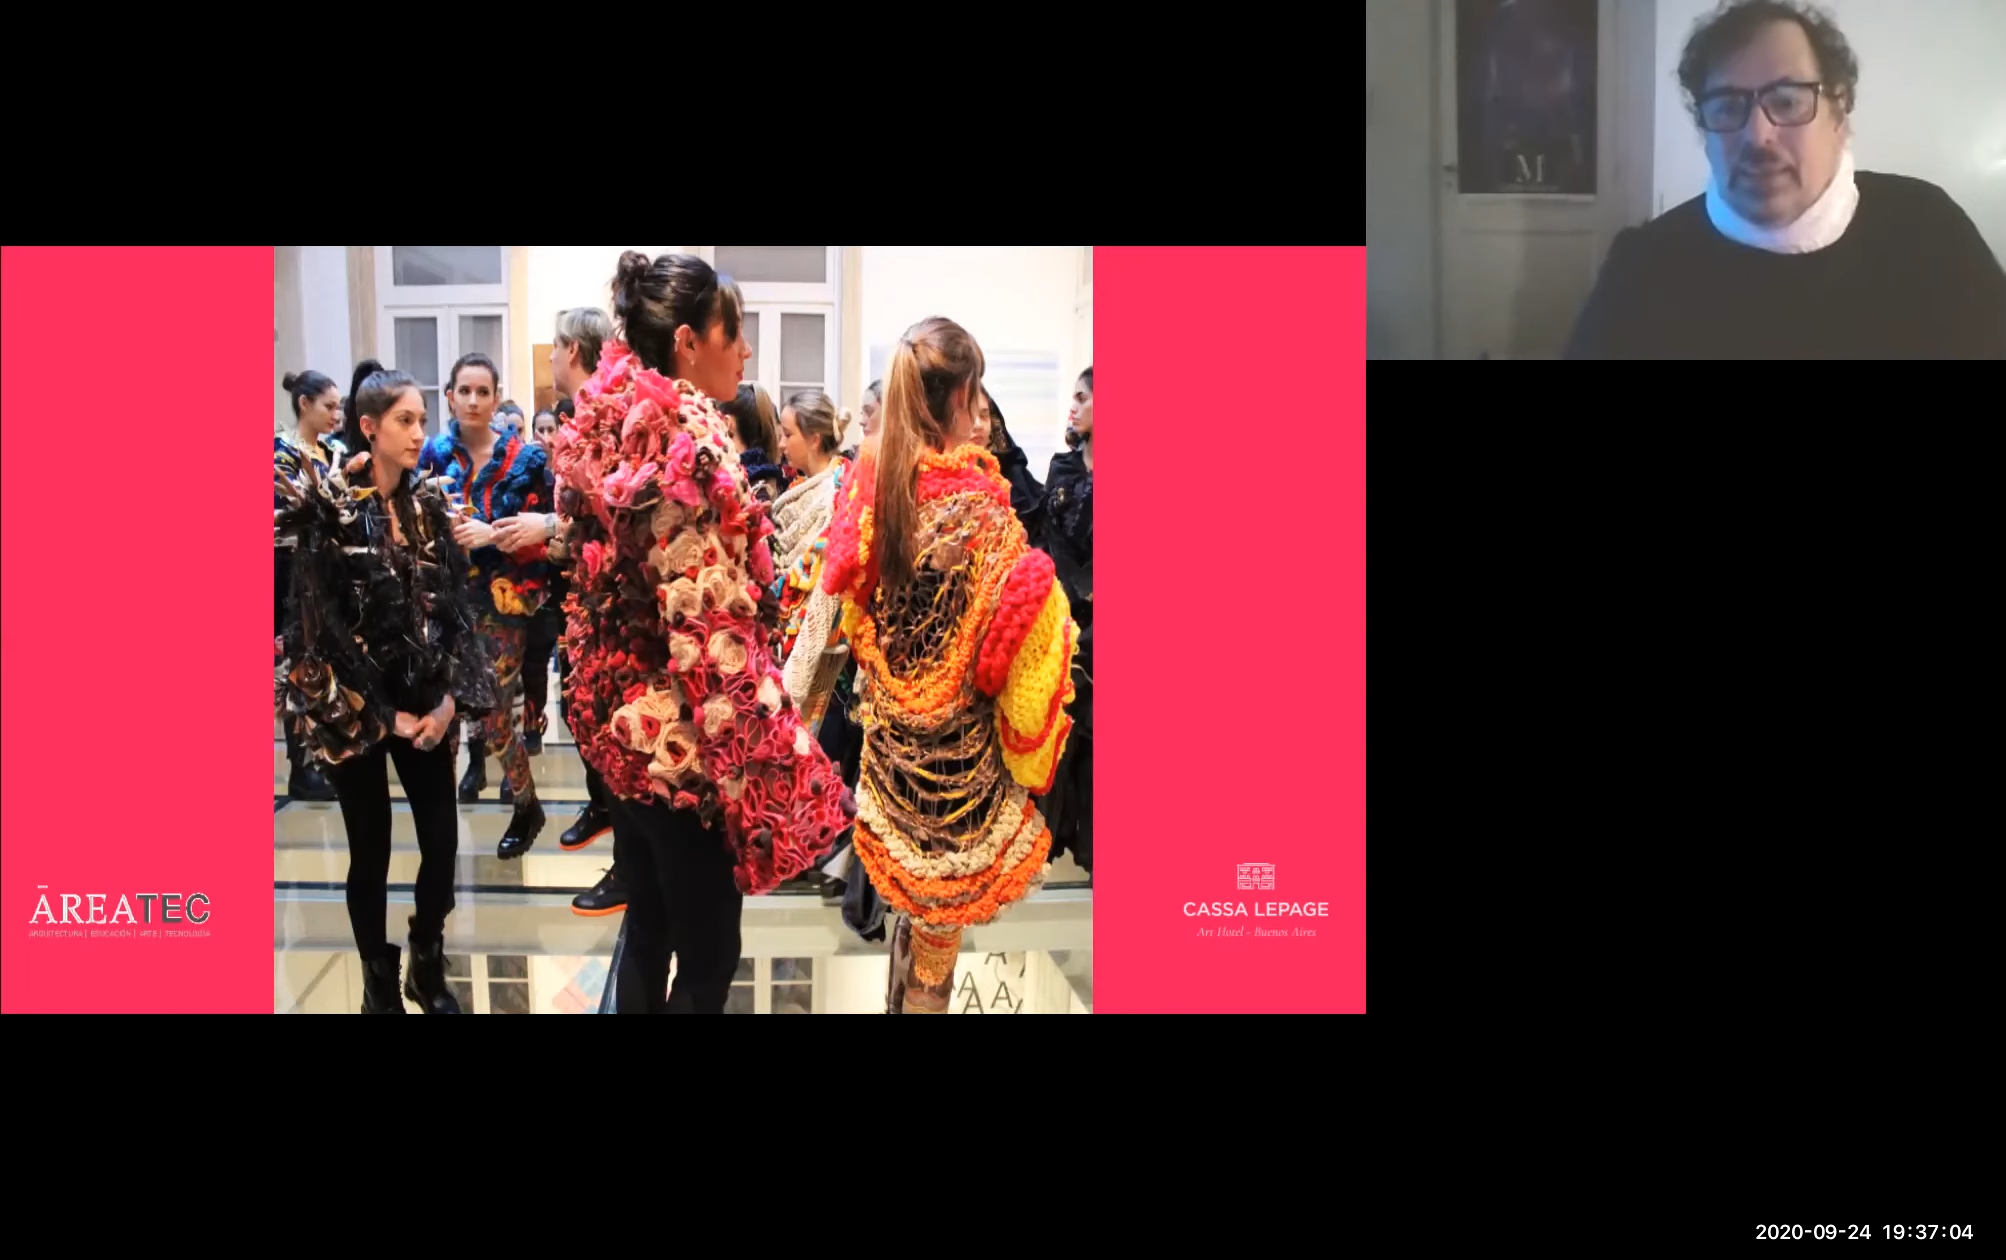 M
ĀREATEC
ARQUITECTURA | EDUCACIÓN | ARTE | TECNOLOGÍA
CASSA LEPAGE
Art Hotel - Buenos Aires
A
A A A
2020-09-24 19:37:04